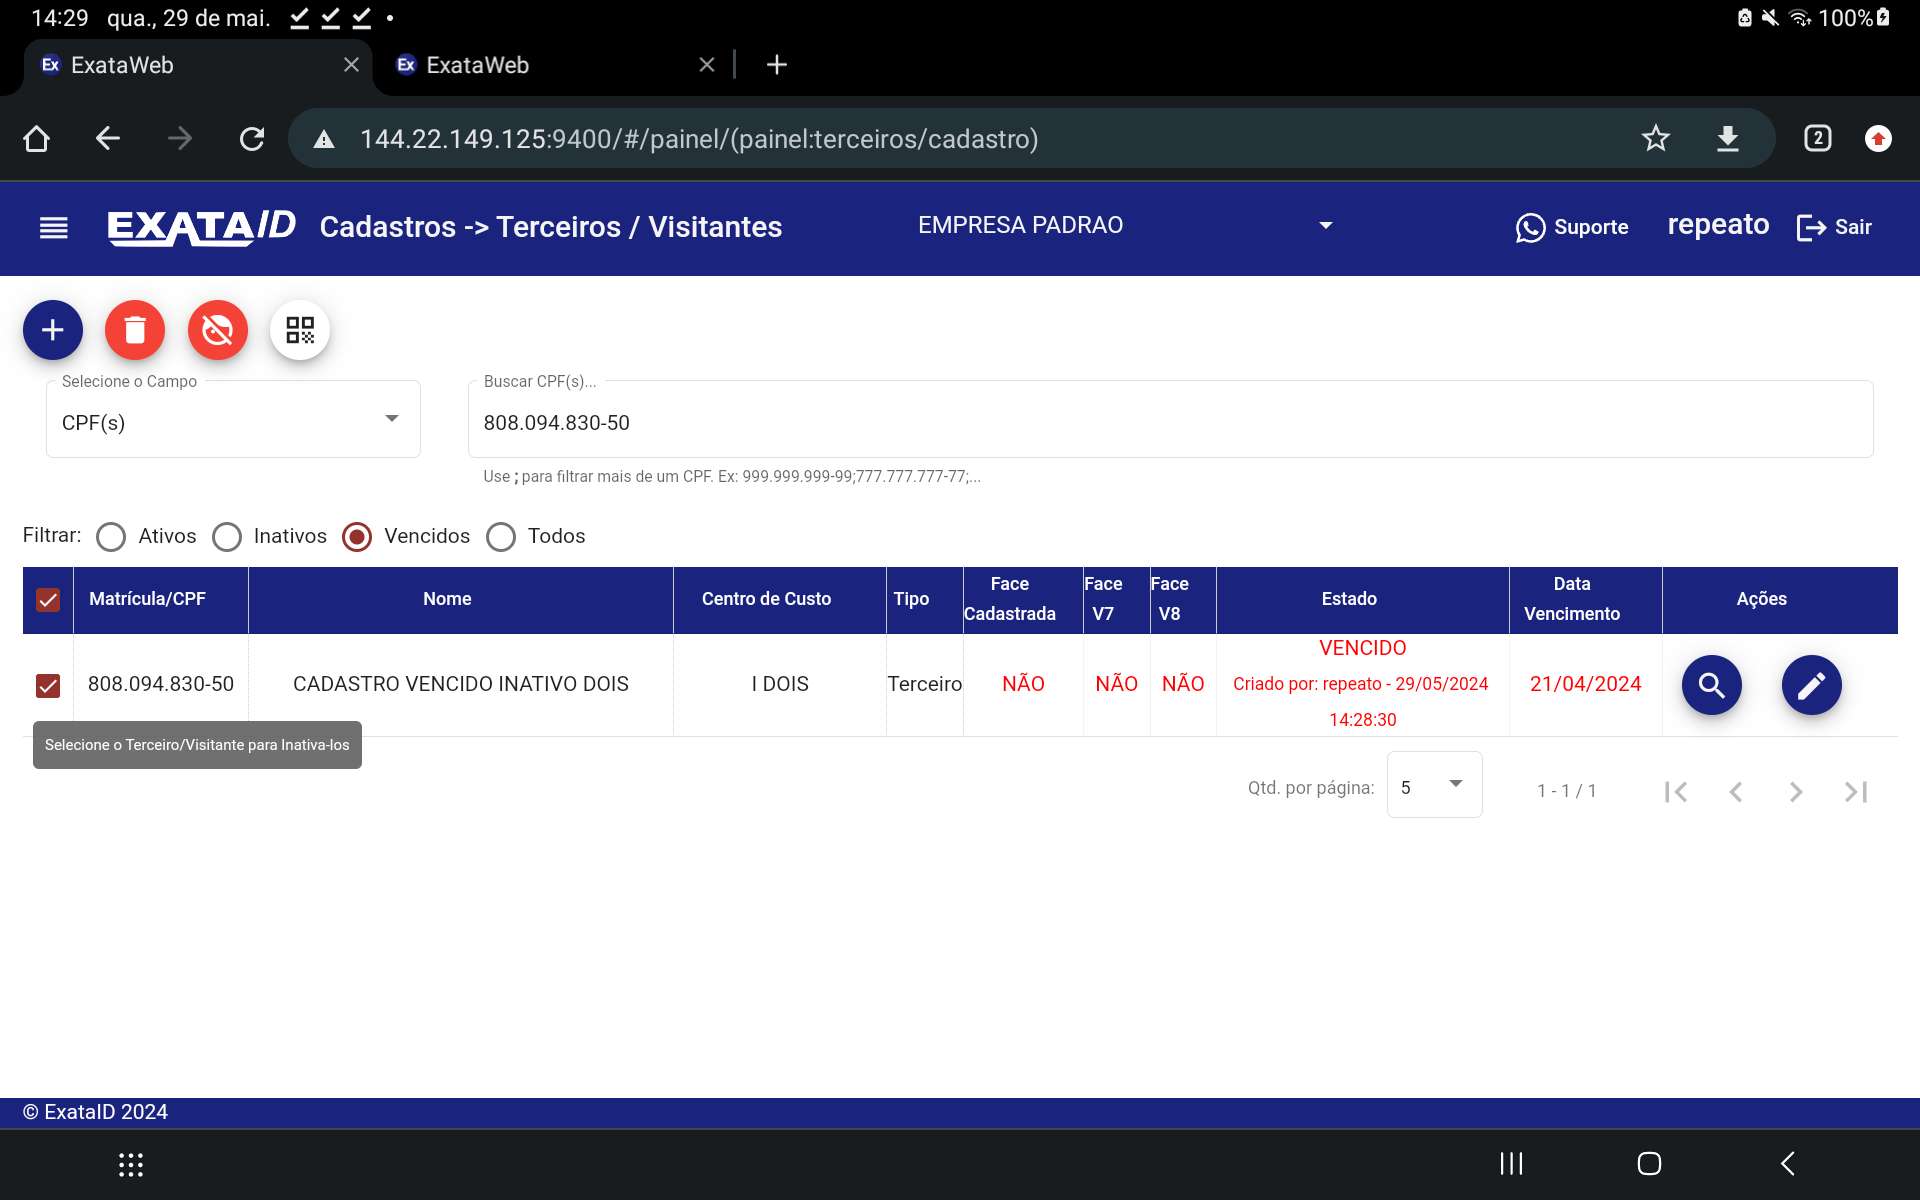 14:29 qua., 29 de mai. 100%
Ex ExataWeb Ex ExataWeb
144.22.149.125:9400/#/painel/(painel:terceiros/cadastro) 2
EXATAID Cadastros -> Terceiros / Visitantes EMPRESA PADRAO Suporte repeato Sair
Selecione o Campo
CPF(s)
Buscar CPF(s)...
808.094.830-50
Use ; para filtrar mais de um CPF. Ex: 999.999.999-99;777.777.777-77;...
Filtrar: Ativos Inativos Vencidos Todos
Matrícula/CPF Nome Centro de Custo Tipo Face Cadastrada Face V7 Face V8 Estado Data Vencimento Ações
808.094.830-50 CADASTRO VENCIDO INATIVO DOIS I DOIS Terceiro NÃO NÃO NÃO VENCIDO
Criado por: repeato - 29/05/2024
14:28:30
21/04/2024
Selecione o Terceiro/Visitante para Inativa-los
Qtd. por página: 5 1 - 1 / 1
© ExataID 2024